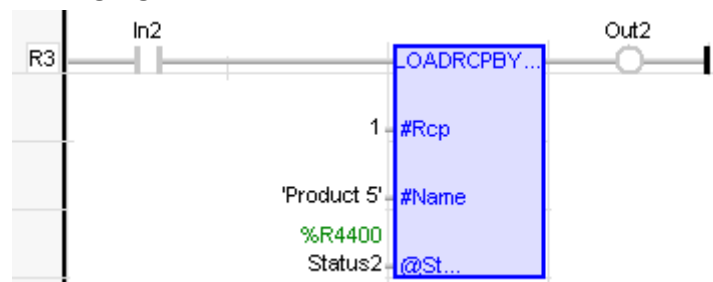 In2 Out2
R3 LOADRCPBY...
1 #Rcp
'Product 5' #Name
%R4400
Status2 @St...